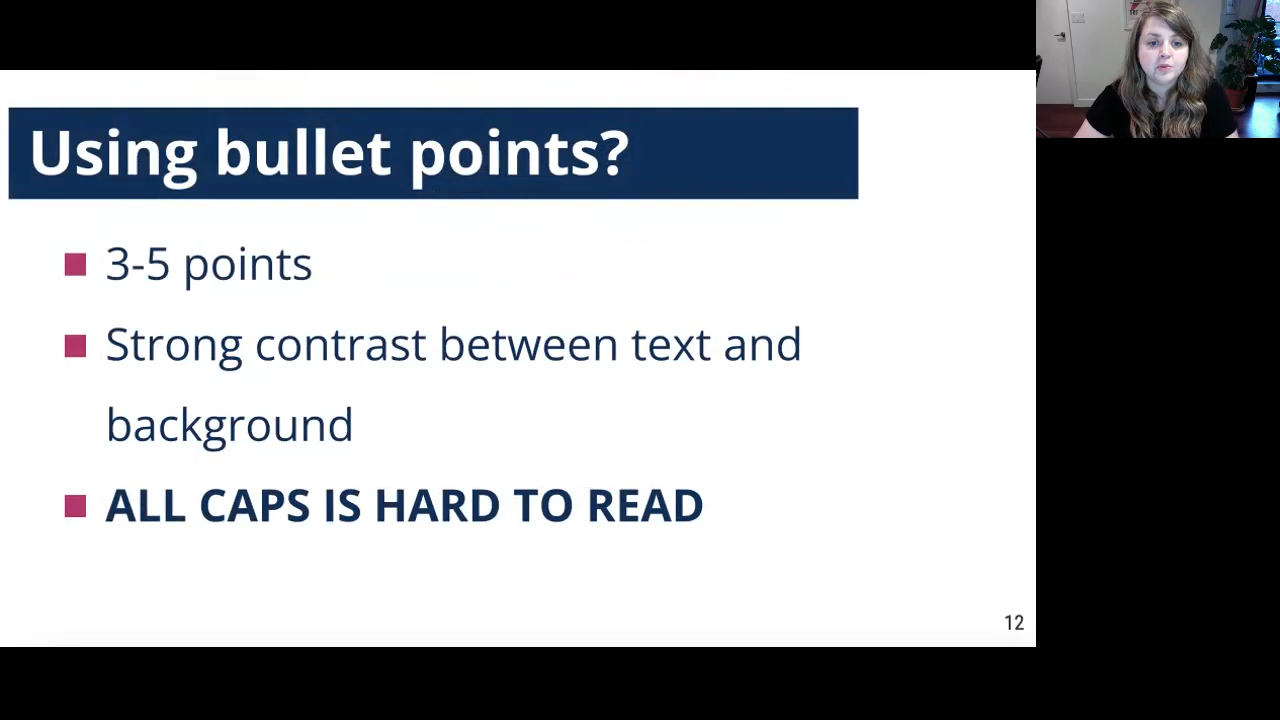 Using bullet points?
3-5 points
Strong contrast between text and
background
ALL CAPS IS HARD TO READ
12